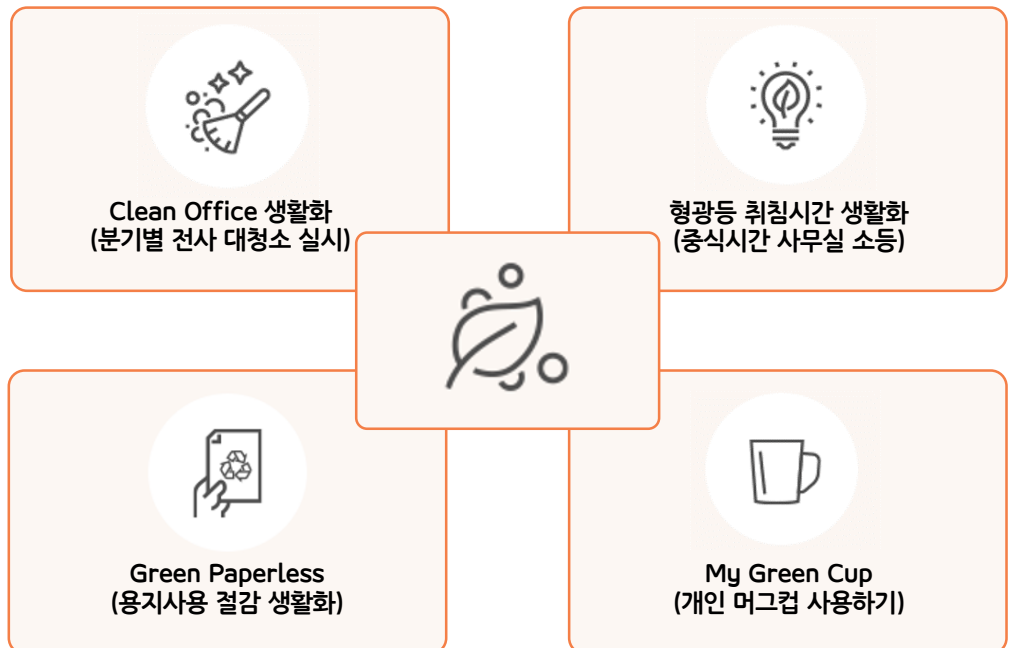 Clean Office 생활화
(분기별 전사 대청소 실시)
형광등 취침시간 생활화
(중식시간 사무실 소등)
Green Paperless
(용지사용 절감 생활화)
My Green Cup
(개인 머그컵 사용하기)